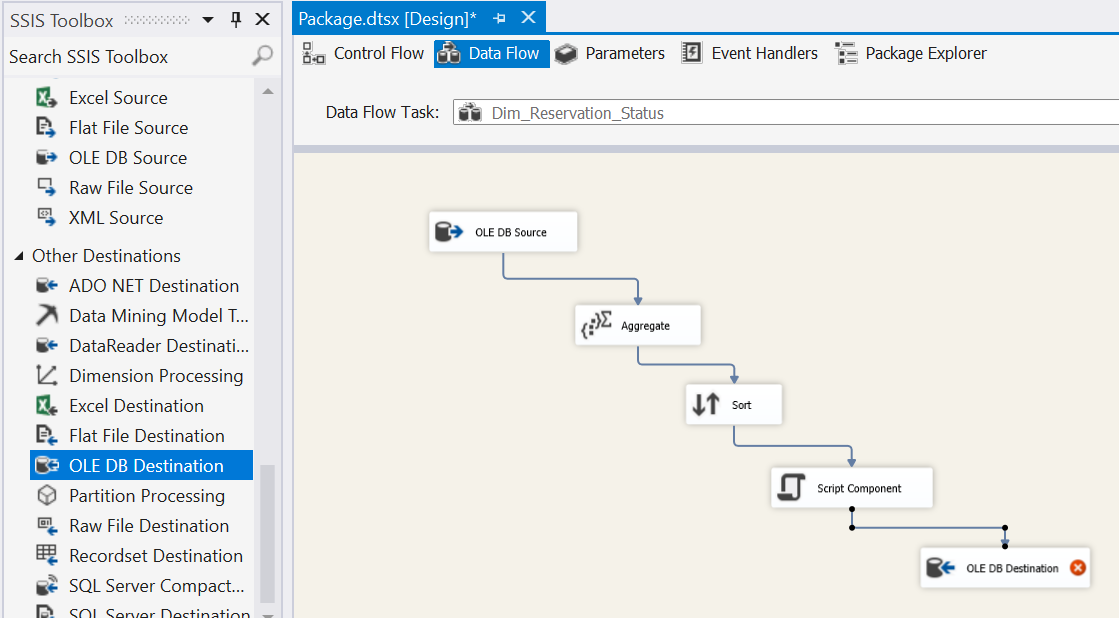 SSIS Toolbox
Search SSIS Toolbox
Excel Source
Flat File Source
OLE DB Source
Raw File Source
XML Source
Other Destinations
ADO NET Destination
Data Mining Model T...
DataReader Destinati...
Dimension Processing
Excel Destination
Flat File Destination
OLE DB Destination
Partition Processing
Raw File Destination
Recordset Destination
SQL Server Compact...
SQL Server Destination
Package.dtsx [Design]*
Control Flow
Data Flow
Parameters
Event Handlers
Package Explorer
Data Flow Task:
Dim_Reservation_Status
OLE DB Source
Aggregate
Sort
Script Component
OLE DB Destination